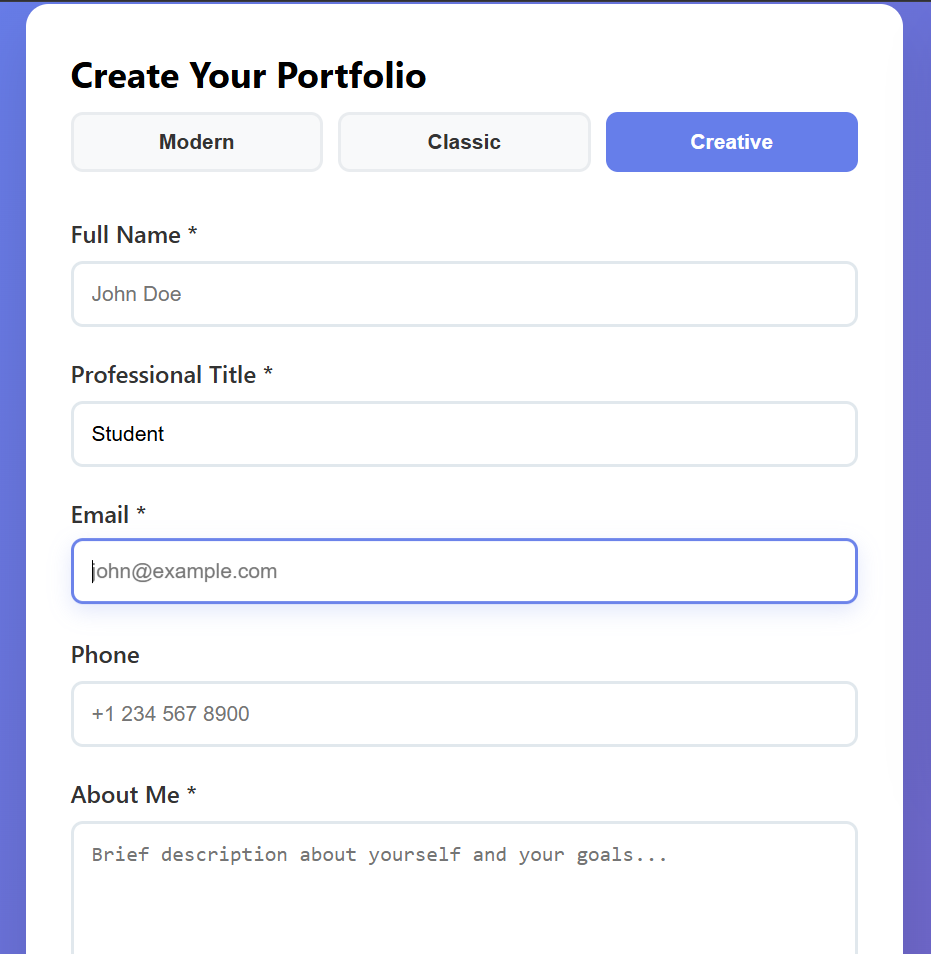 Create Your Portfolio
Modern Classic Creative
Full Name *
John Doe
Professional Title *
Student
Email *
john@example.com
Phone
+1 234 567 8900
About Me *
Brief description about yourself and your goals...